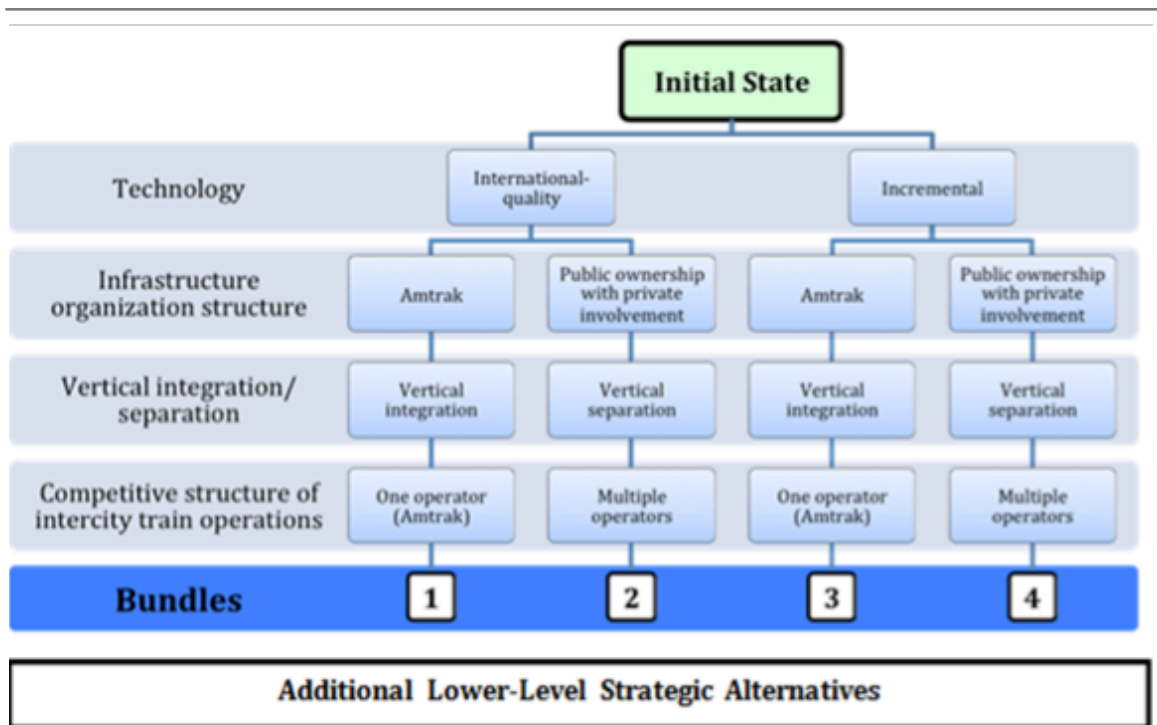 Initial State
Technology
International-
quality
Incremental
Infrastructure
organization structure
Amtrak
Public ownership
with private
involvement
Amtrak
Public ownership
with private
involvement
Vertical integration/
separation
Vertical
integration
Vertical
separation
Vertical
integration
Vertical
separation
Competitive structure of
intercity train operations
One operator
(Amtrak)
Multiple
operators
One operator
(Amtrak)
Multiple
operators
Bundles
1
2
3
4
Additional Lower-Level Strategic Alternatives